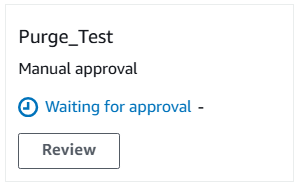 Purge_Test
Manual approval
Waiting for approval -
Review